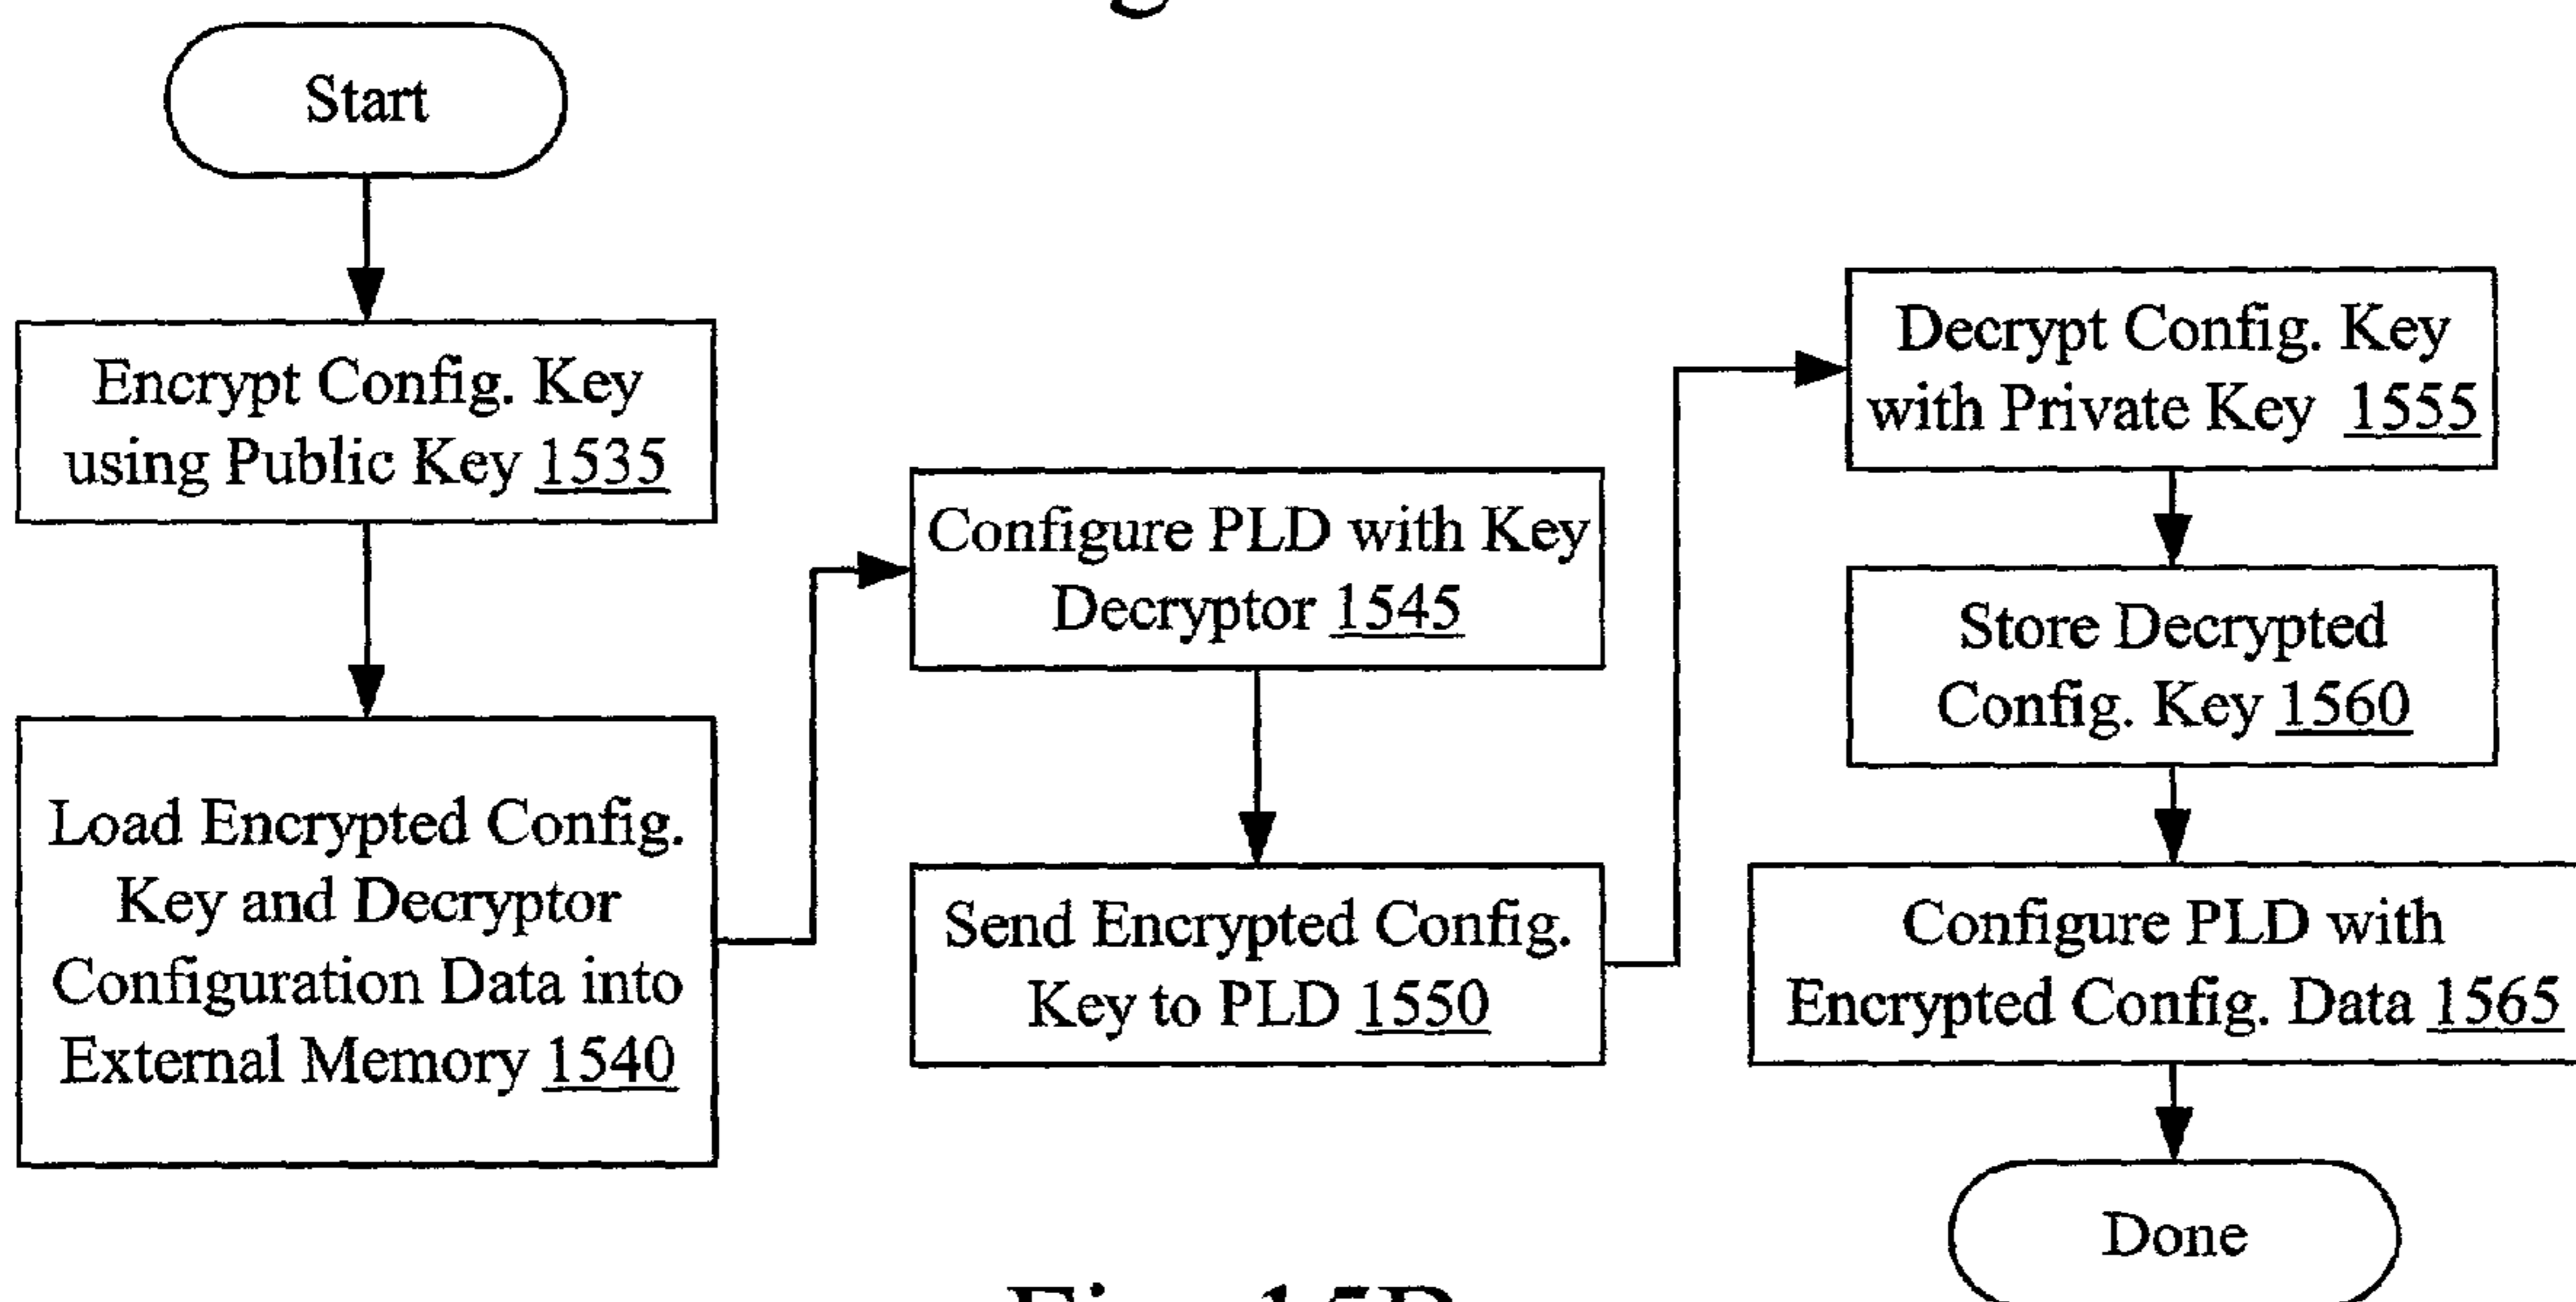 Start
Encrypt Config. Key
using Public Key 1535
Load Encrypted Config.
Key and Decryptor
Configuration Data into
External Memory 1540
Configure PLD with Key
Decryptor 1545
Send Encrypted Config.
Key to PLD 1550
Decrypt Config. Key
with Private Key 1555
Store Decrypted
Config. Key 1560
Configure PLD with
Encrypted Config. Data 1565
Done